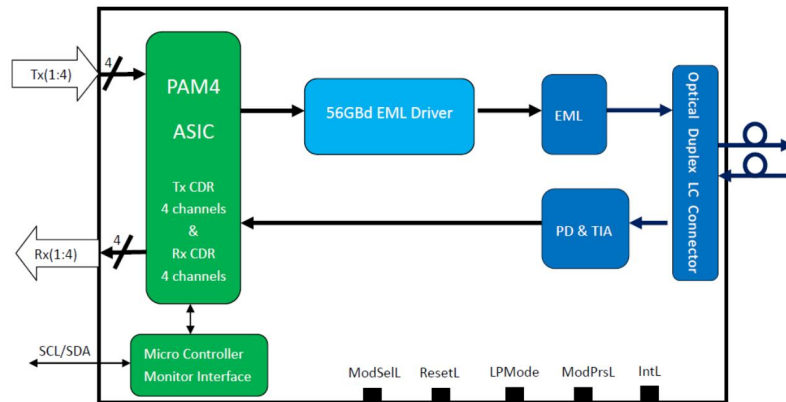 Tx(1:4)
4
PAM4
ASIC
Tx CDR
4 channels
&
Rx CDR
4 channels
56GBd EML Driver
EML
Optical Duplex LC Connector
PD & TIA
4
Rx(1:4)
SCL/SDA
Micro Controller
Monitor Interface
ModSelL ResetL LPMode ModPrsL IntL